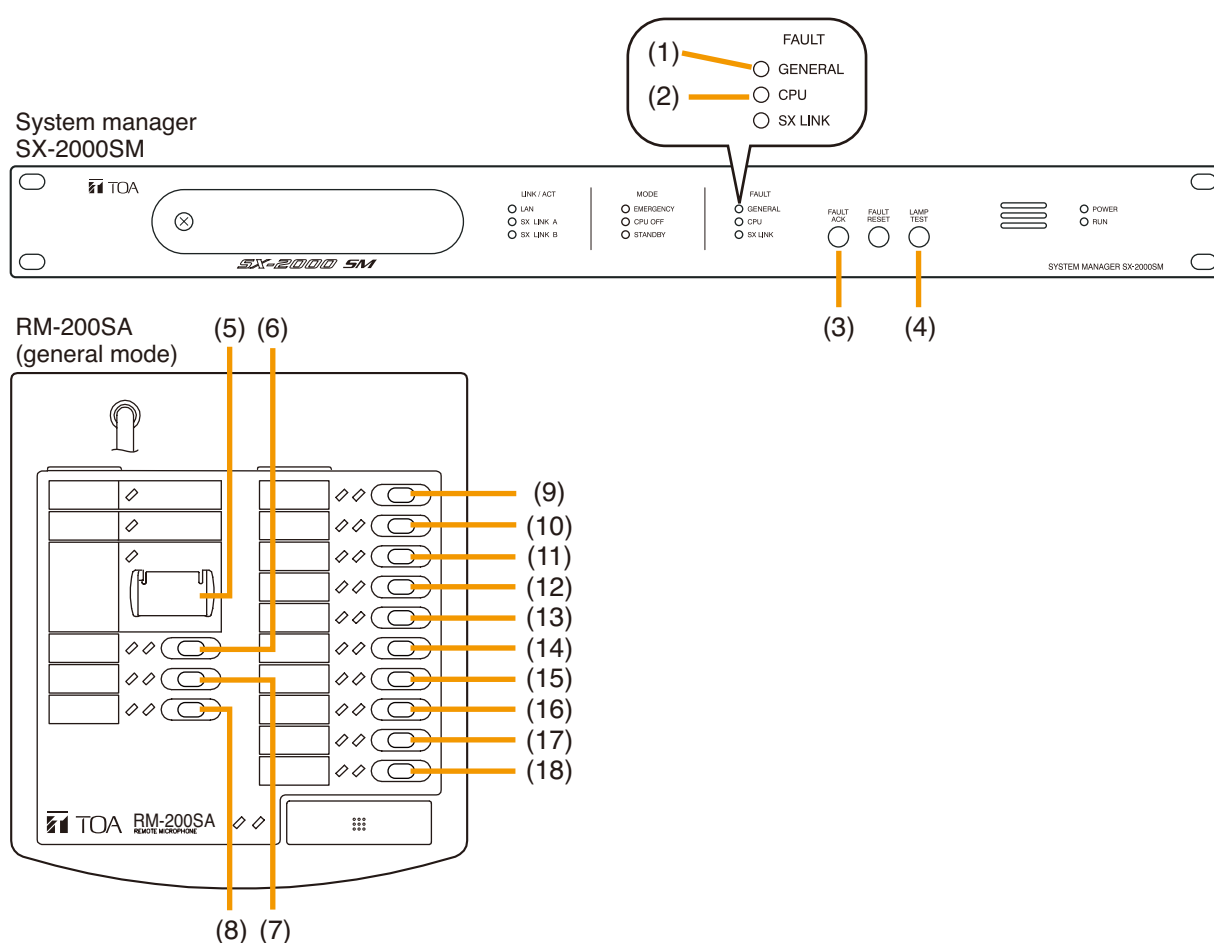 FAULT
(1)
GENERAL
(2)
CPU
SX LINK
System manager
SX-2000SM
TOA
LINK / ACT
LAN
SX LINK A
SX LINK B
MODE
EMERGENCY
CPU OFF
STANDBY
FAULT
GENERAL
CPU
SX LINK
FAULT
ACK
FAULT
RESET
LAMP
TEST
POWER
RUN
SX-2000 SM
SYSTEM MANAGER SX-2000SM
(3)
(4)
RM-200SA
(general mode)
(5)
(6)
(9)
(10)
(11)
(12)
(13)
(14)
(15)
(16)
(17)
(18)
TOA
RM-200SA
REMOTE MICROPHONE
(8)
(7)